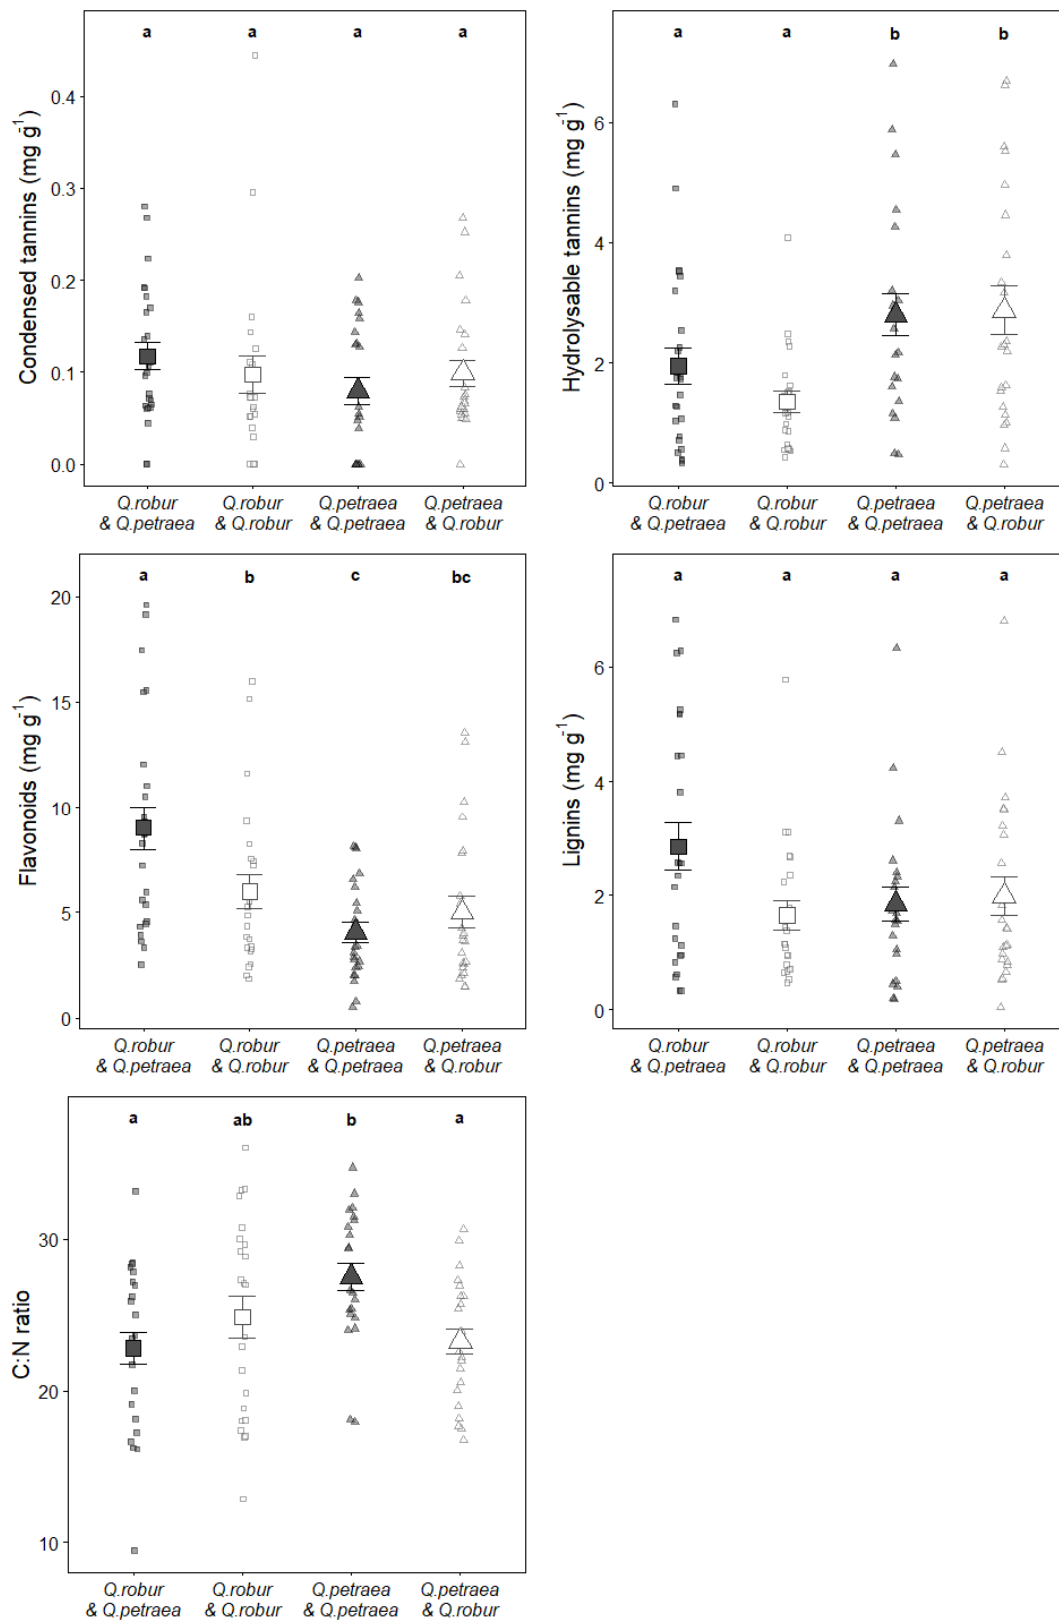 a a a a
Condensed tannins (mg g-1)
0.4
0.3
0.2
0.1
0.0
Q.robur Q.robur Q.petraea Q.petraea
& Q.petraea & Q.robur & Q.petraea & Q.robur
a a b b
Hydrolysable tannins (mg g-1)
6
4
2
0
Q.robur Q.robur Q.petraea Q.petraea
& Q.petraea & Q.robur & Q.petraea & Q.robur
a b c bc
Flavonoids (mg g-1)
20
15
10
5
0
Q.robur Q.robur Q.petraea Q.petraea
& Q.petraea & Q.robur & Q.petraea & Q.robur
a a a a
Lignins (mg g-1)
6
4
2
0
Q.robur Q.robur Q.petraea Q.petraea
& Q.petraea & Q.robur & Q.petraea & Q.robur
a ab b a
C:N ratio
30
20
10
Q.robur Q.robur Q.petraea Q.petraea
& Q.petraea & Q.robur & Q.petraea & Q.robur